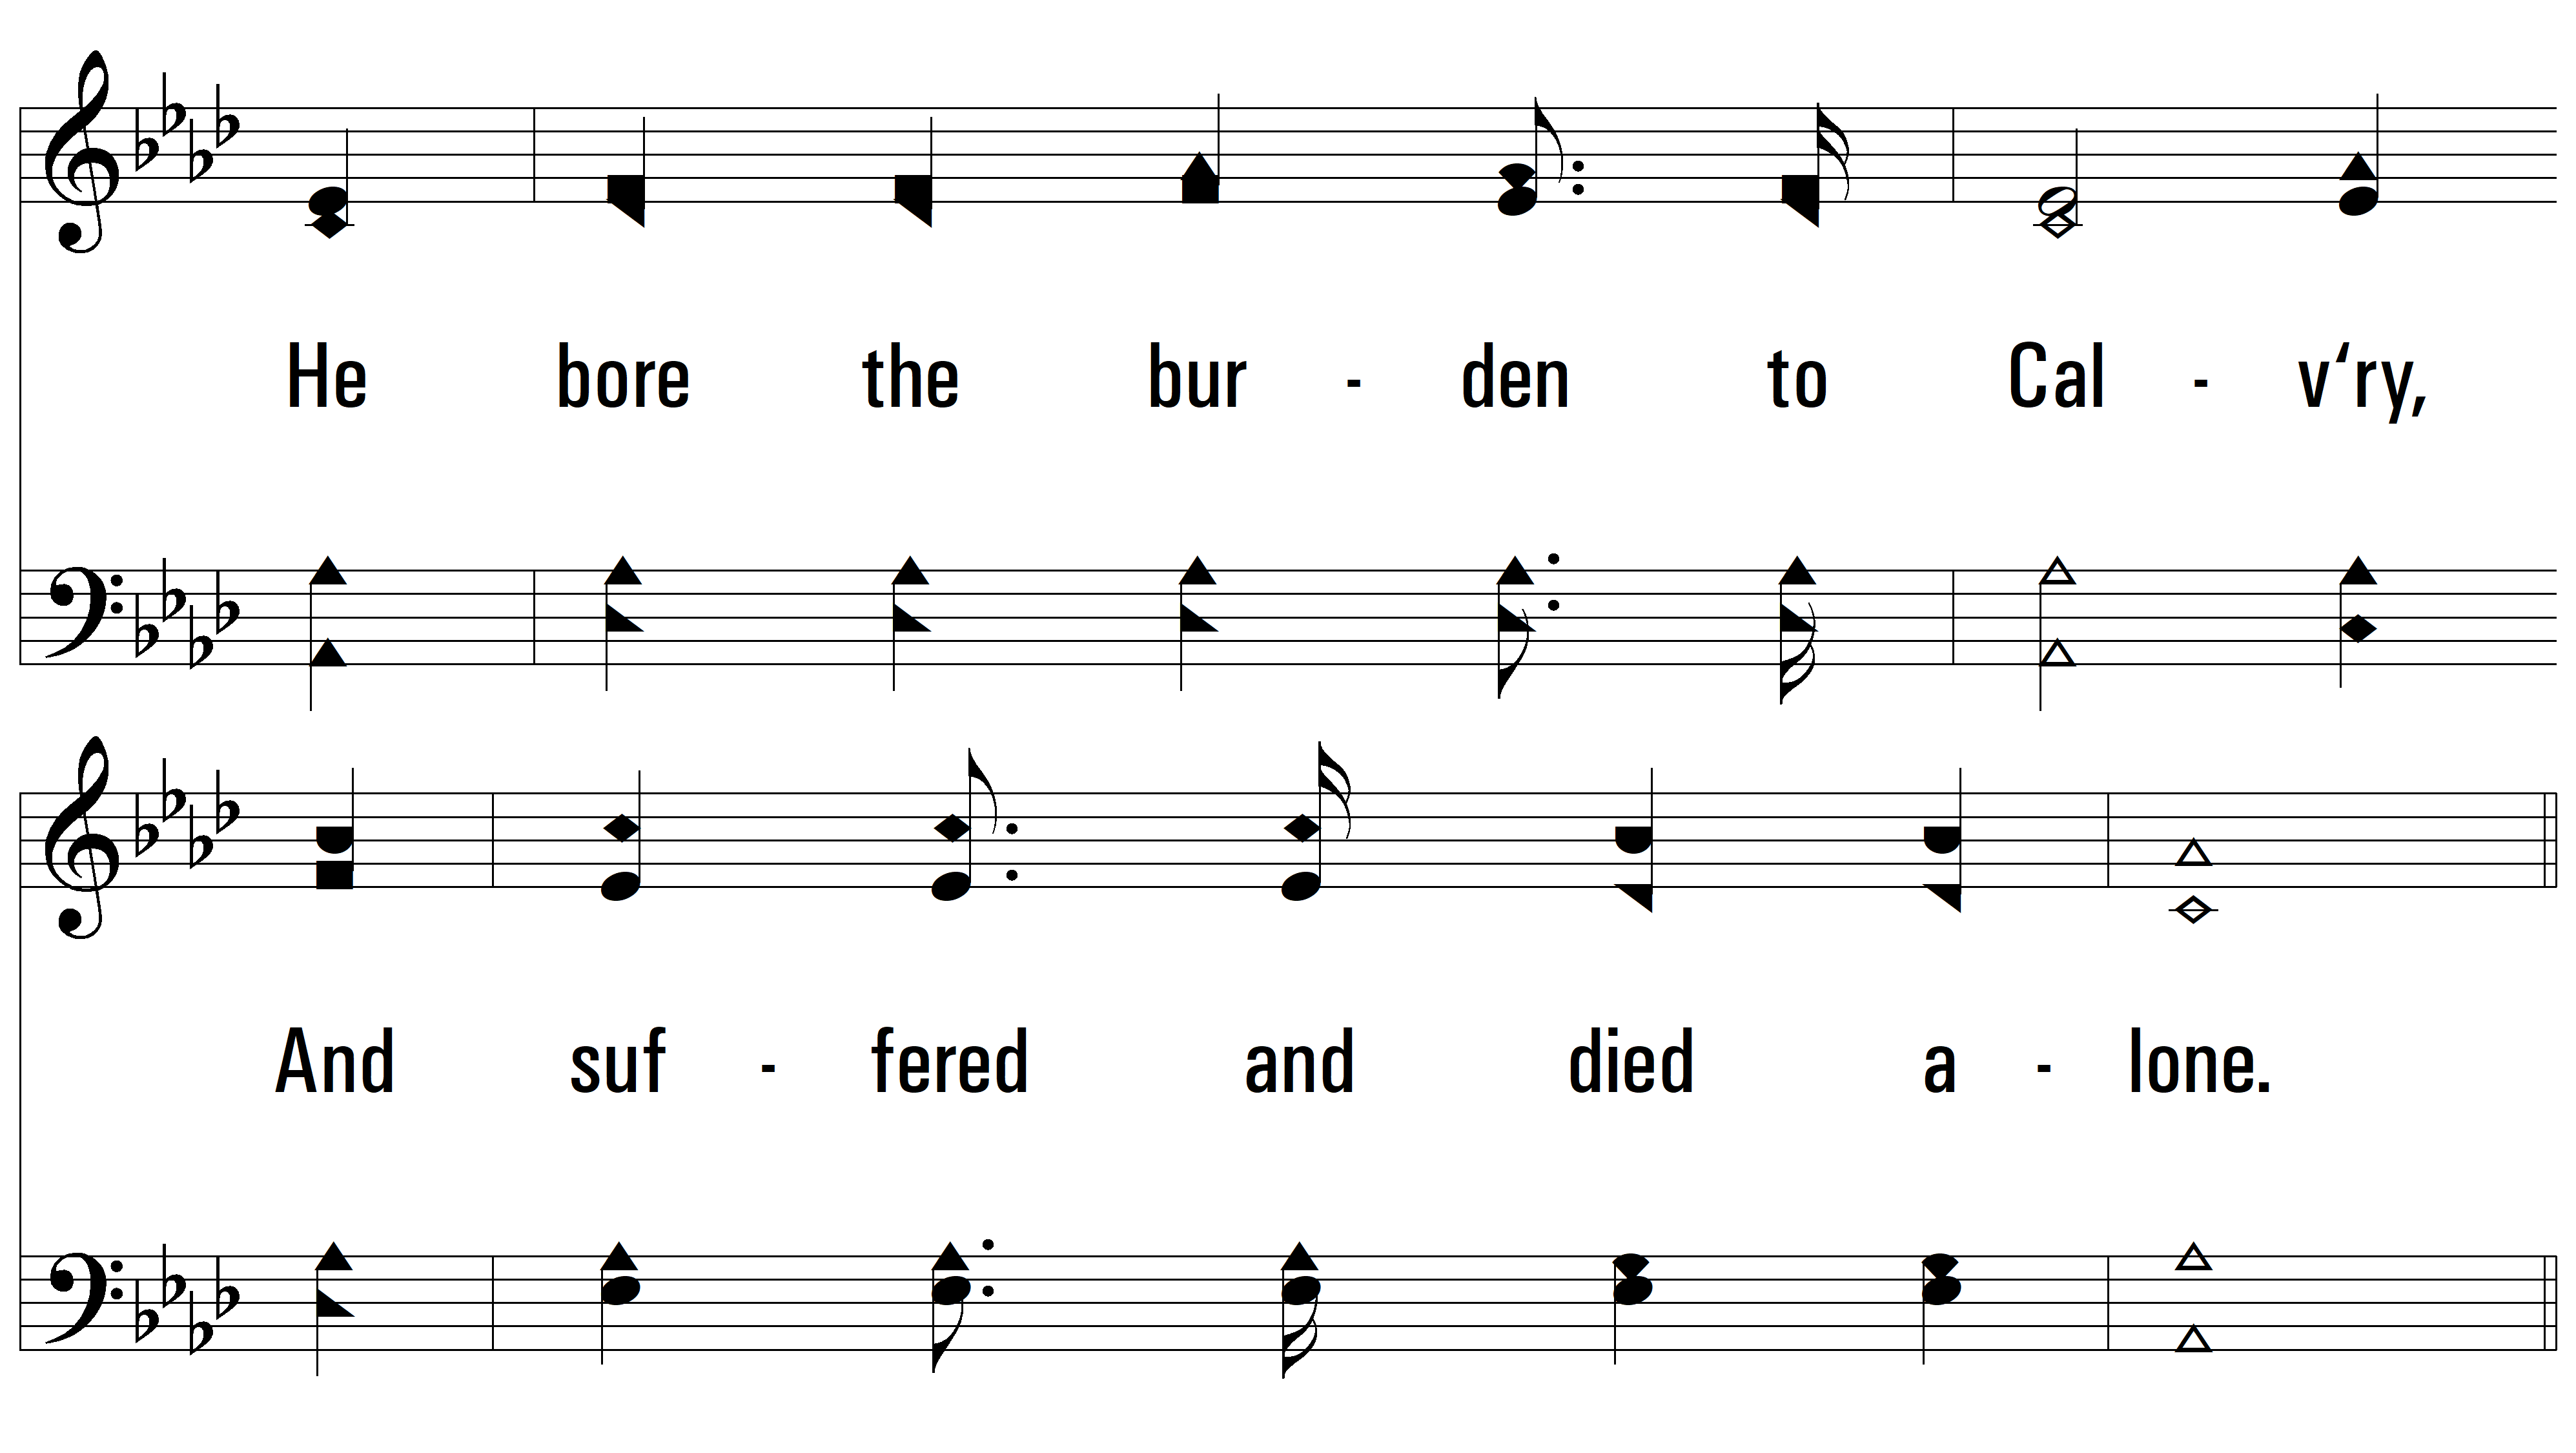 He bore the bur - den to Cal - v‘ry,
And suf - fered and died a - lone.